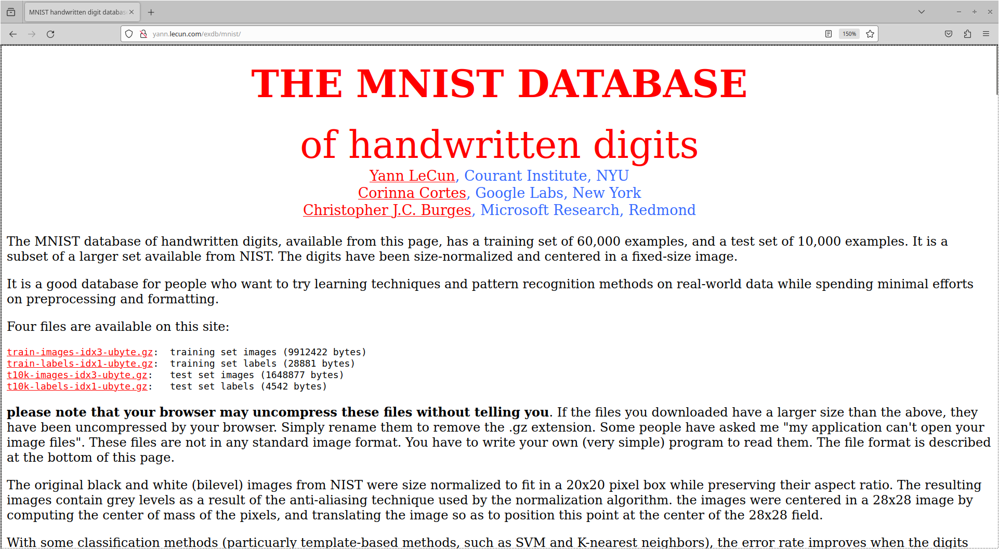 MNIST handwritten digit databas
yann.lecun.com/exdb/mnist/
150%
THE MNIST DATABASE
of handwritten digits
Yann LeCun, Courant Institute, NYU
Corinna Cortes, Google Labs, New York
Christopher J.C. Burges, Microsoft Research, Redmond
The MNIST database of handwritten digits, available from this page, has a training set of 60,000 examples, and a test set of 10,000 examples. It is a
subset of a larger set available from NIST. The digits have been size-normalized and centered in a fixed-size image.
It is a good database for people who want to try learning techniques and pattern recognition methods on real-world data while spending minimal efforts
on preprocessing and formatting.
Four files are available on this site:
train-images-idx3-ubyte.gz:  training set images (9912422 bytes)
train-labels-idx1-ubyte.gz:  training set labels (28881 bytes)
t10k-images-idx3-ubyte.gz:   test set images (1648877 bytes)
t10k-labels-idx1-ubyte.gz:   test set labels (4542 bytes)
please note that your browser may uncompress these files without telling you. If the files you downloaded have a larger size than the above, they
have been uncompressed by your browser. Simply rename them to remove the .gz extension. Some people have asked me "my application can't open your
image files". These files are not in any standard image format. You have to write your own (very simple) program to read them. The file format is described
at the bottom of this page.
The original black and white (bilevel) images from NIST were size normalized to fit in a 20x20 pixel box while preserving their aspect ratio. The resulting
images contain grey levels as a result of the anti-aliasing technique used by the normalization algorithm. the images were centered in a 28x28 image by
computing the center of mass of the pixels, and translating the image so as to position this point at the center of the 28x28 field.
With some classification methods (particuarly template-based methods, such as SVM and K-nearest neighbors), the error rate improves when the digits